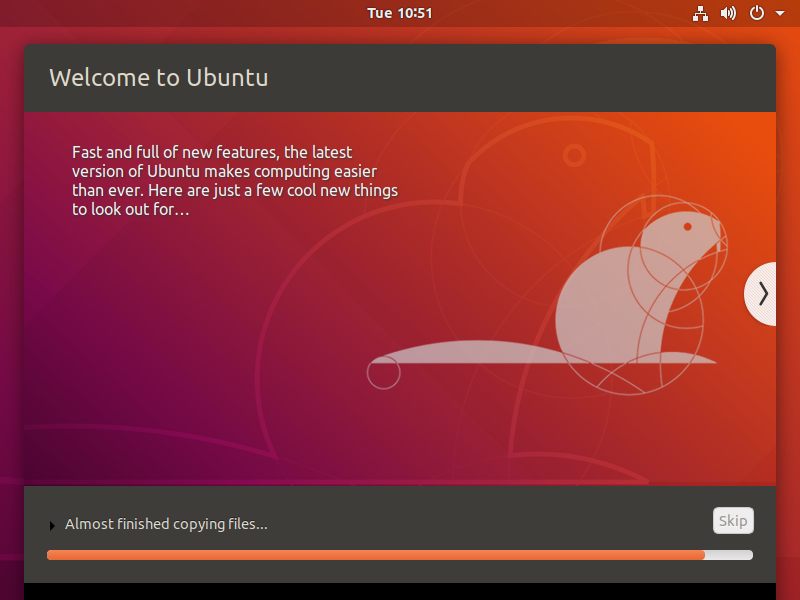 Tue 10:51
Welcome to Ubuntu
Fast and full of new features, the latest
version of Ubuntu makes computing easier
than ever. Here are just a few cool new things
to look out for…
Almost finished copying files...
Skip